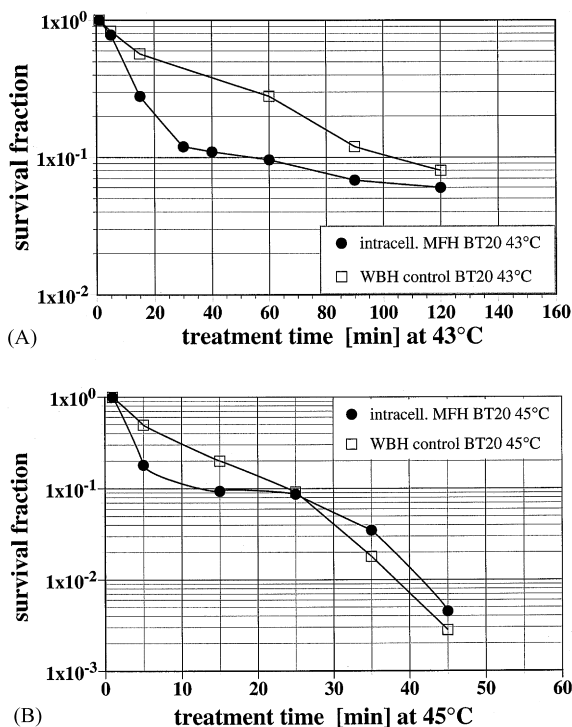 1x10⁰
1x10⁻¹
1x10⁻²
survival fraction
intracell. MFH BT20 43°C
WBH control BT20 43°C
0 20 40 60 80 100 120 140 160
(A) treatment time [min] at 43°C
1x10⁰
1x10⁻¹
1x10⁻²
1x10⁻³
survival fraction
intracell. MFH BT20 45°C
WBH control BT20 45°C
0 10 20 30 40 50 60
(B) treatment time [min] at 45°C